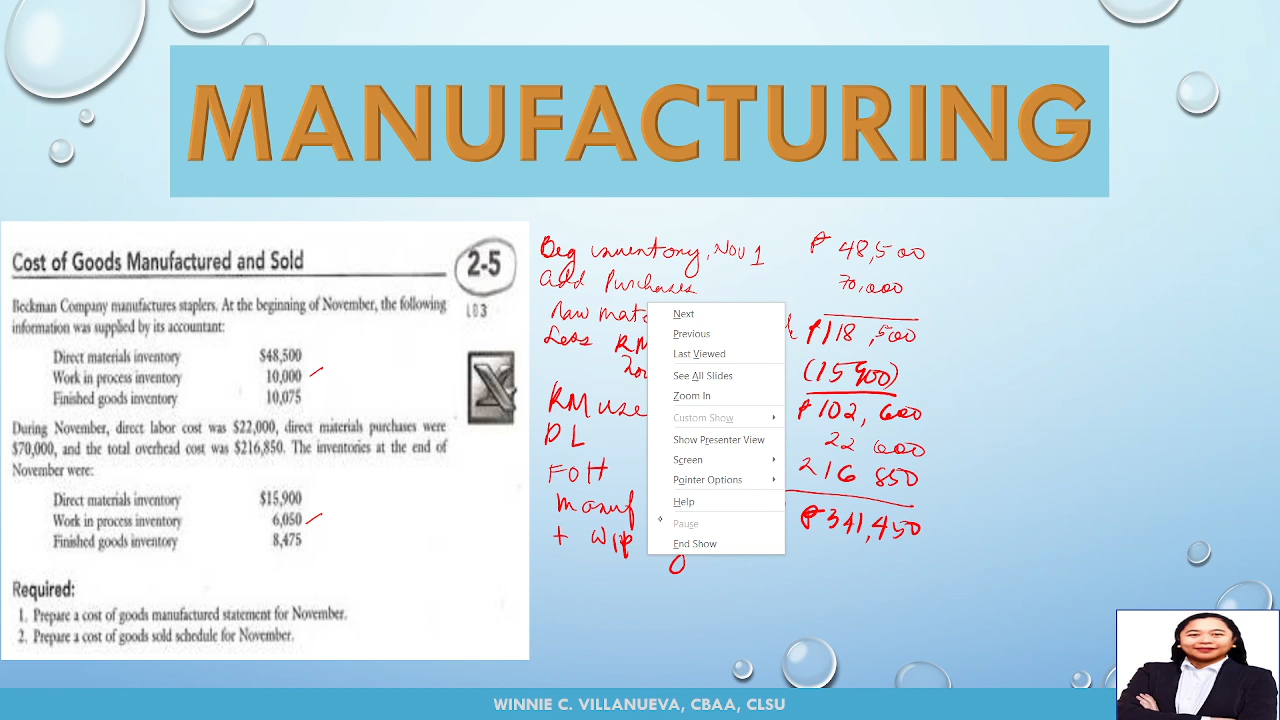 MANUFACTURING
Cost of Goods Manufactured and Sold
2-5
LO3
Beckman Company manufactures staplers. At the beginning of November, the following
information was supplied by its accountant:
Direct materials inventory $48,500
Work in process inventory 10,000
Finished goods inventory 10,075
During November, direct labor cost was $22,000, direct materials purchases were
$70,000, and the total overhead cost was $216,850. The inventories at the end of
November were:
Direct materials inventory $15,900
Work in process inventory 6,050
Finished goods inventory 8,475
Required:
1. Prepare a cost of goods manufactured statement for November.
2. Prepare a cost of goods sold schedule for November.
Beg inventory, Nov 1 ₱ 48,500
add Purchases 70,000
Raw ₱118,500
Less RM (15900)
RM use ₱102,600
DL 22 000
FOH 216 850
manuf ₱341,450
+ Wip
Next
Previous
Last Viewed
See All Slides
Zoom In
Custom Show
Show Presenter View
Screen
Pointer Options
Help
Pause
End Show
WINNIE C. VILLANUEVA, CBAA, CLSU